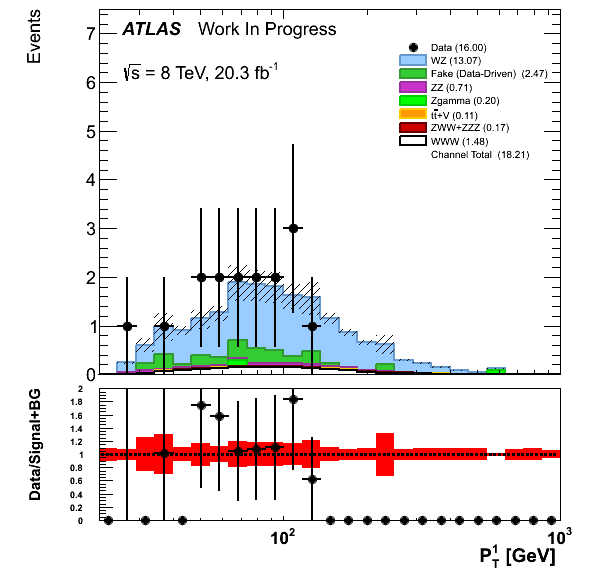 Events
ATLAS Work In Progress
√s = 8 TeV, 20.3 fb⁻¹
Data (16.00)
WZ (13.07)
Fake (Data-Driven) (2.47)
ZZ (0.71)
Zgamma (0.20)
tt̄+V (0.11)
ZWW+ZZZ (0.17)
WWW (1.48)
Channel Total (18.21)
7
6
5
4
3
2
1
0
Data/Signal+BG
2
1.8
1.6
1.4
1.2
1
0.8
0.6
0.4
0.2
0
10²
10³
P¹_T [GeV]